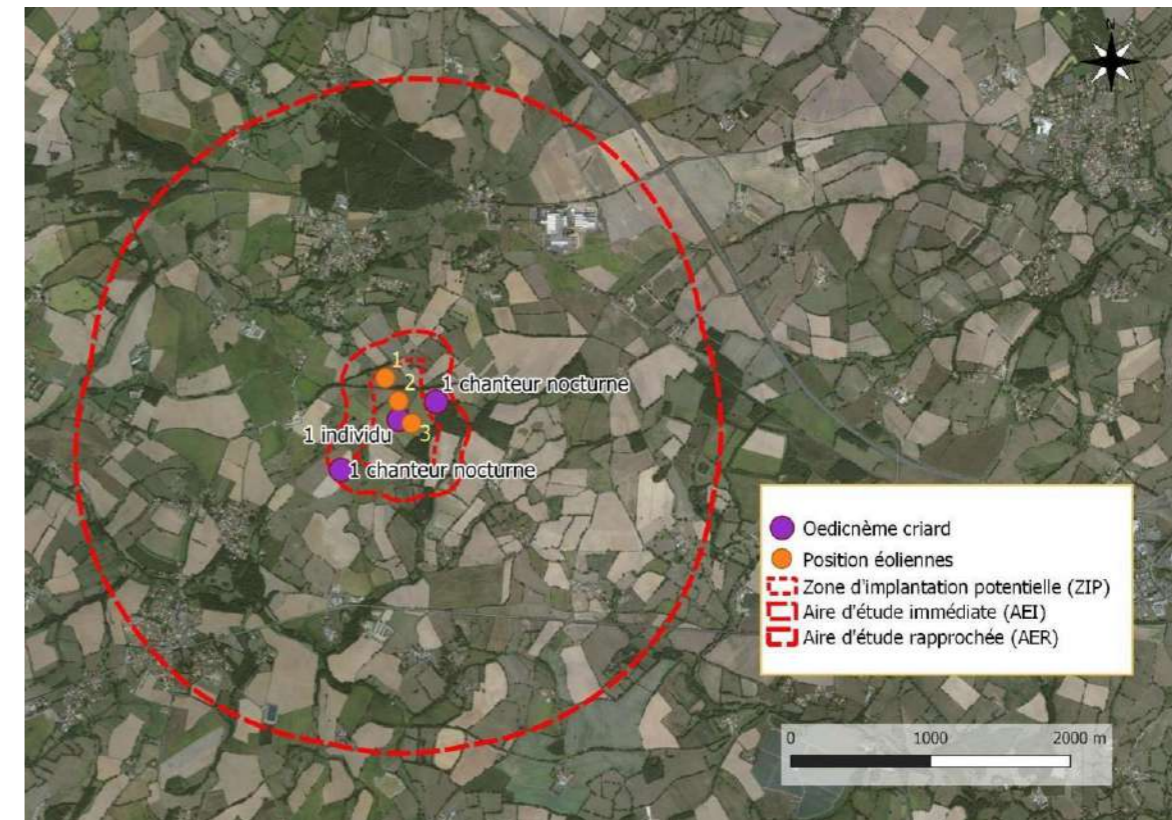 N
1
2
1 chanteur nocturne
1 individu
3
1 chanteur nocturne
Oedicnème criard
Position éoliennes
Zone d'implantation potentielle (ZIP)
Aire d'étude immédiate (AEI)
Aire d'étude rapprochée (AER)
0 1000 2000 m